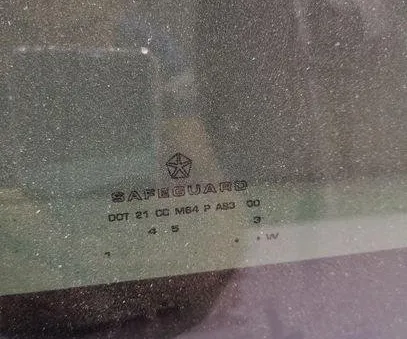 SAFEGUARD
DOT 21 CC M64 P AS3 00
4 5 3
1 • • W